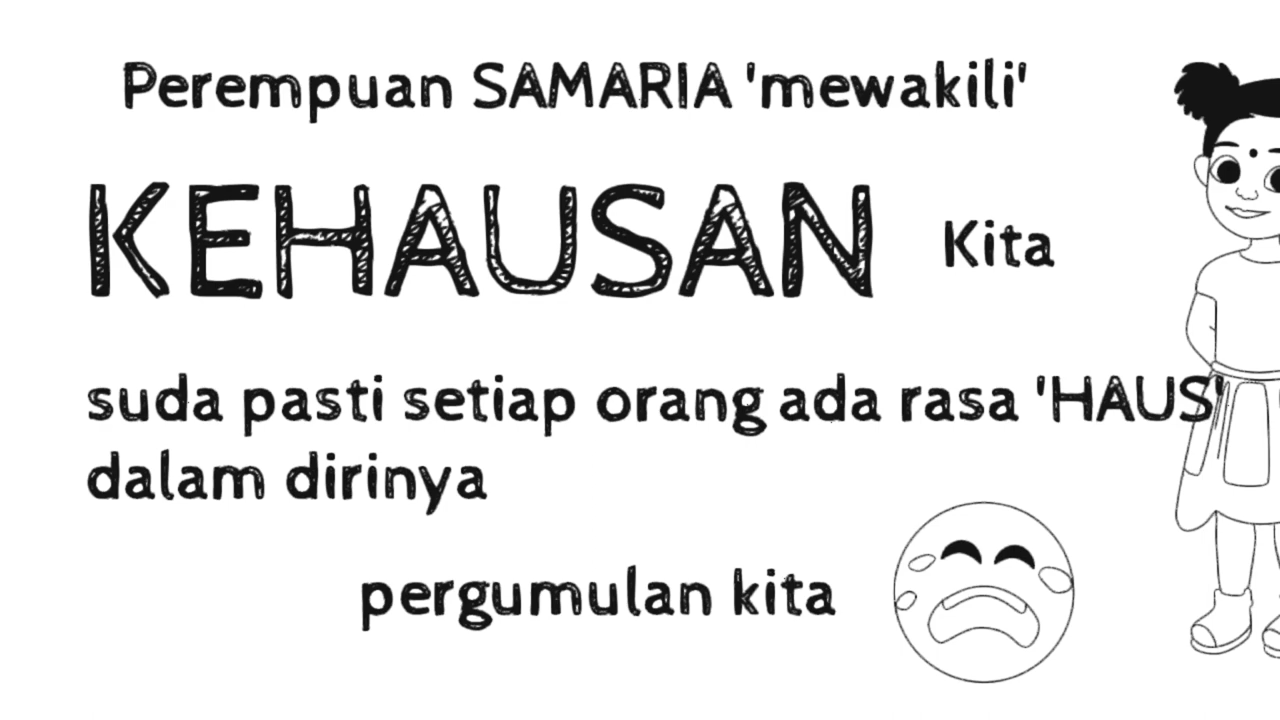 Perempuan SAMARIA 'mewakili'
KEHAUSAN Kita
suda pasti setiap orang ada rasa 'HAUS'
dalam dirinya
pergumulan kita